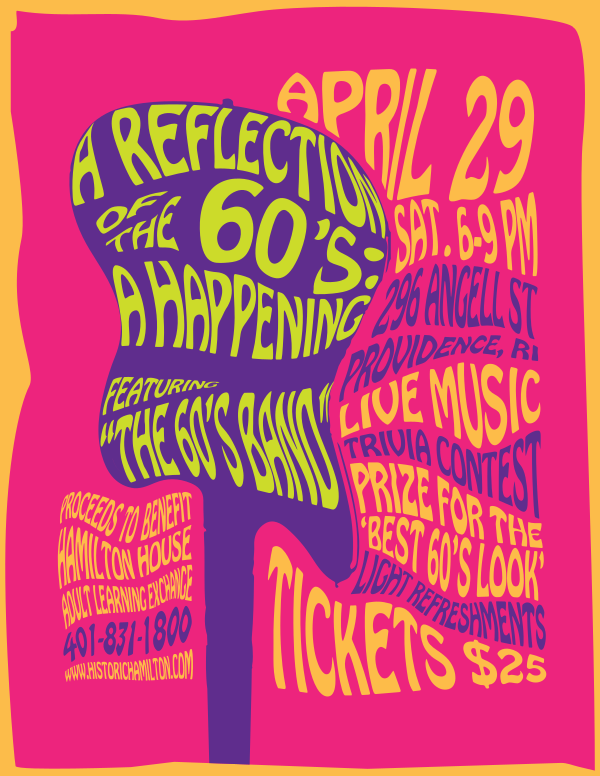 A REFLECTION
OF THE 60'S:
A HAPPENING
FEATURING
"THE 60'S BAND"
APRIL 29
SAT. 6-9 PM
296 ANGELL ST
PROVIDENCE, RI
LIVE MUSIC
TRIVIA CONTEST
PRIZE FOR THE
'BEST 60'S LOOK'
LIGHT REFRESHMENTS
TICKETS $25
PROCEEDS TO BENEFIT
HAMILTON HOUSE
ADULT LEARNING EXCHANGE
401-831-1800
WWW.HISTORICHAMILTON.COM